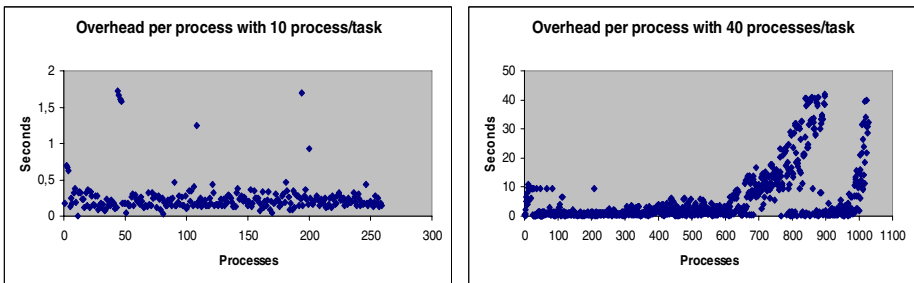 Overhead per process with 10 process/task
2
1,5
1
0,5
0
Seconds
0 50 100 150 200 250 300
Processes
Overhead per process with 40 processes/task
50
40
30
20
10
0
Seconds
0 100 200 300 400 500 600 700 800 900 1000 1100
Processes